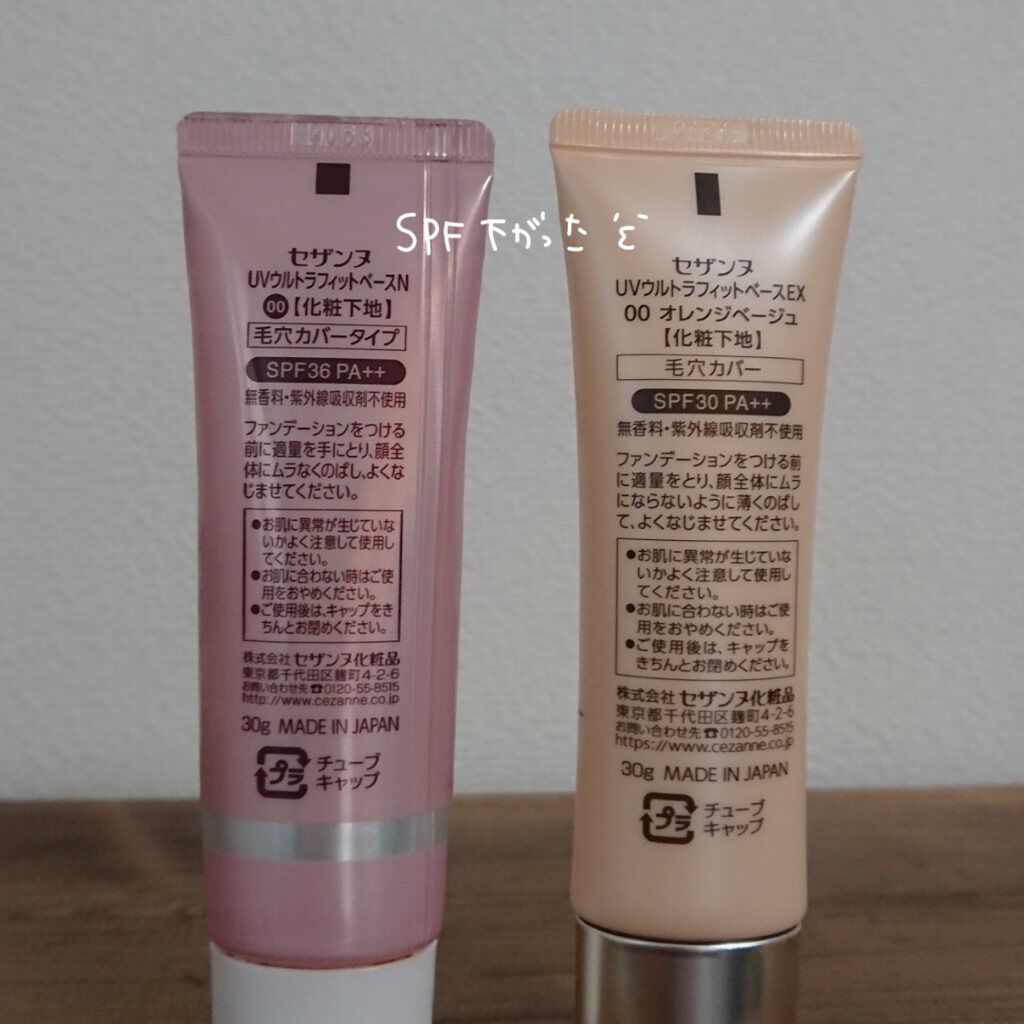 SPF下がった
セザンヌ
UVウルトラフィットベースN
00【化粧下地】
毛穴カバータイプ
SPF36 PA++
無香料・紫外線吸収剤不使用
ファンデーションをつける
前に適量を手にとり、顔全
体にムラなくのばし、よくな
じませてください。
●お肌に異常が生じていな
いかよく注意して使用し
てください。
●お肌に合わない時はご使
用をおやめください。
●ご使用後は、キャップをき
ちんとお閉めください。
株式会社 セザンヌ化粧品
東京都千代田区麹町4-2-6
お問い合わせ先☎0120-55-8515
http://www.cezanne.co.jp
30g MADE IN JAPAN
プラ
チューブ
キャップ
セザンヌ
UVウルトラフィットベースEX
00 オレンジベージュ
【化粧下地】
毛穴カバー
SPF30 PA++
無香料・紫外線吸収剤不使用
ファンデーションをつける前
に適量をとり、顔全体にムラ
にならないように薄くのばし
て、よくなじませてください。
●お肌に異常が生じていな
いかよく注意して使用し
てください。
●お肌に合わない時はご使
用をおやめください。
●ご使用後は、キャップを
きちんとお閉めください。
株式会社 セザンヌ化粧品
東京都千代田区麹町4-2-6
お問い合わせ先☎0120-55-8515
https://www.cezanne.co.jp
30g MADE IN JAPAN
プラ
チューブ
キャップ